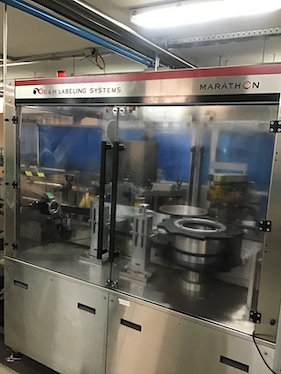 B&H LABELING SYSTEMS MARATHON